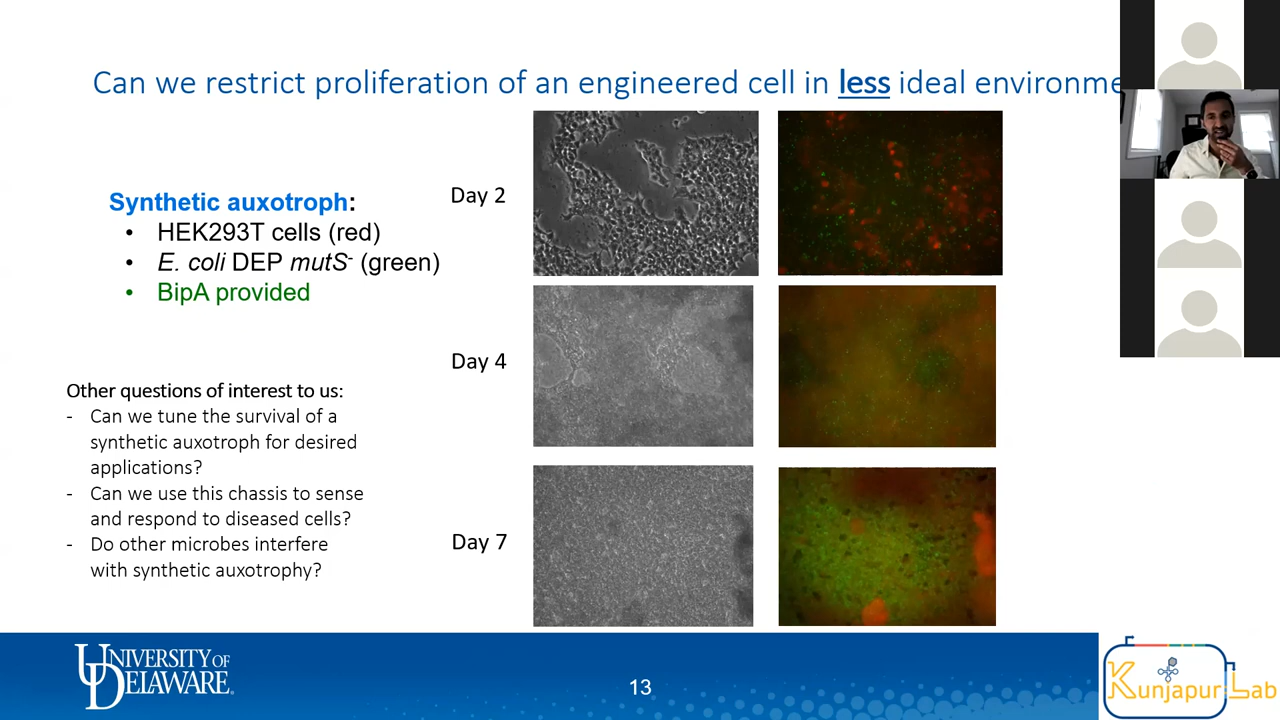 Can we restrict proliferation of an engineered cell in less ideal environme
Synthetic auxotroph:
• HEK293T cells (red)
• E. coli DEP mutS- (green)
• BipA provided
Day 2
Day 4
Day 7
Other questions of interest to us:
- Can we tune the survival of a
synthetic auxotroph for desired
applications?
- Can we use this chassis to sense
and respond to diseased cells?
- Do other microbes interfere
with synthetic auxotrophy?
UNIVERSITY OF
DELAWARE.
13
Kunjapur Lab